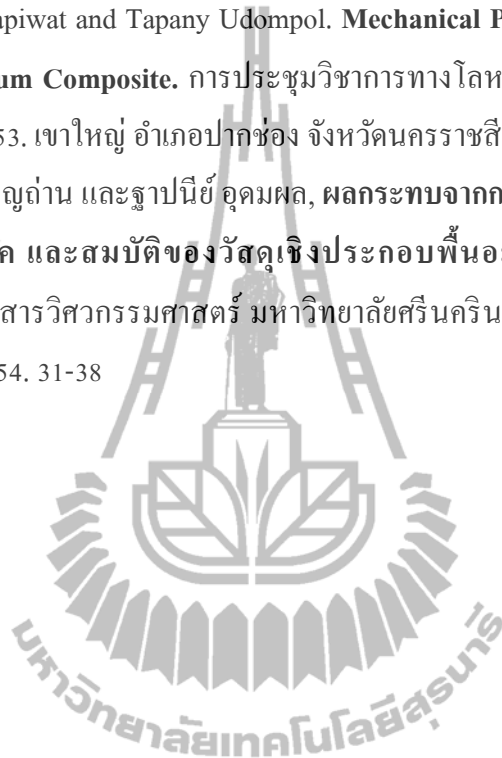 apiwat and Tapany Udompol. Mechanical P
um Composite. การประชุมวิชาการทางโลห
53. เขาใหญ่ อำเภอปากช่อง จังหวัดนครราชสี
ญถ่าน และฐาปนีย์ อุดมผล, ผลกระทบจากก
ค และสมบัติของวัสดุเชิงประกอบพื้นอ
สารวิศวกรรมศาสตร์ มหาวิทยาลัยศรีนคริน
54. 31-38
มหาวิทยาลัยเทคโนโลยีสุรนารี